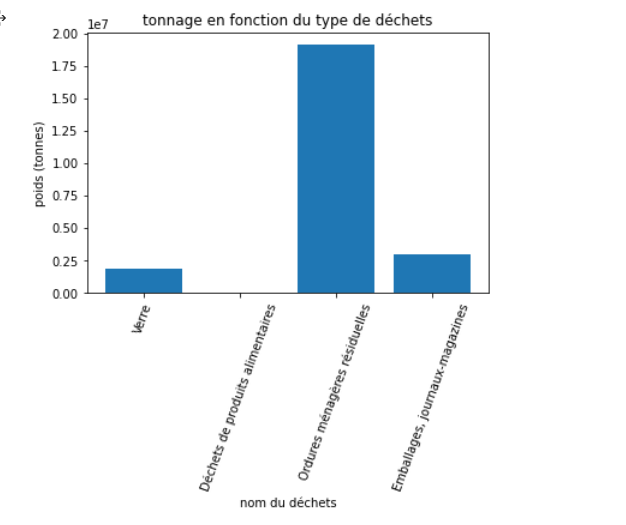 tonnage en fonction du type de déchets
1e7
2.00
1.75
1.50
1.25
1.00
0.75
0.50
0.25
0.00
poids (tonnes)
Verre
Déchets de produits alimentaires
Ordures ménagères résiduelles
Emballages, journaux-magazines
nom du déchets